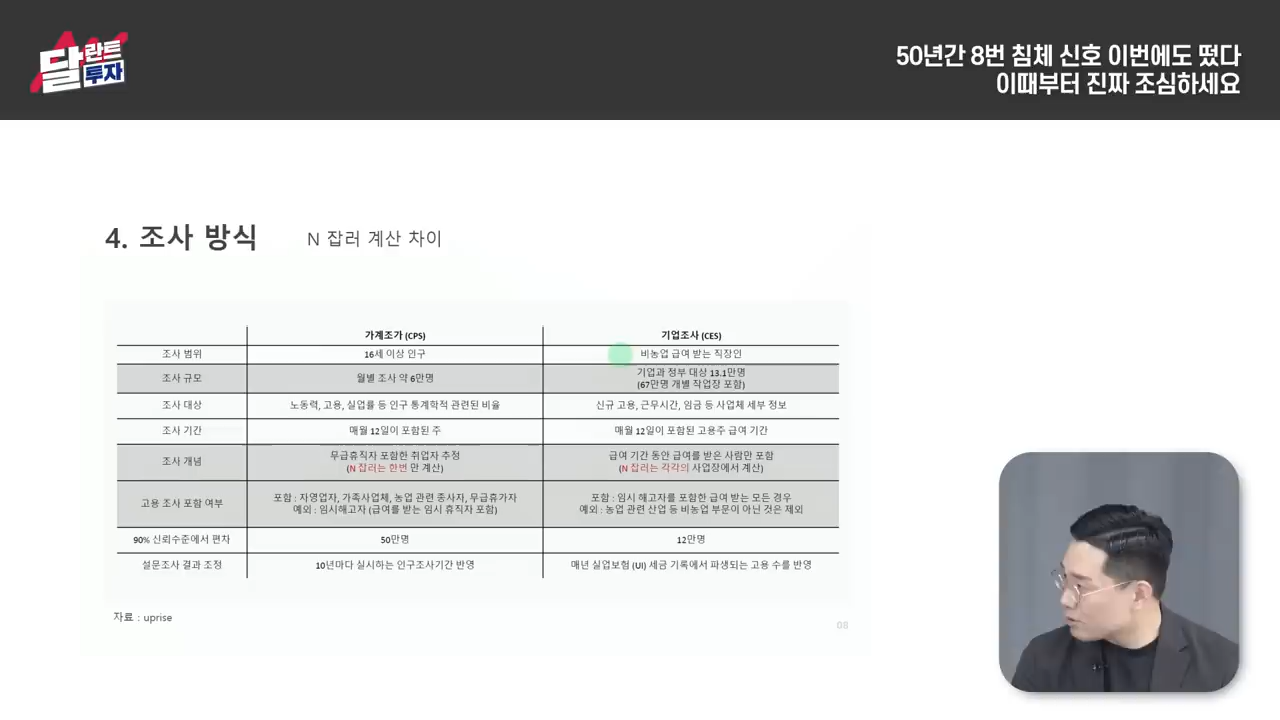 달란트
투자
50년간 8번 침체 신호 이번에도 떴다
이때부터 진짜 조심하세요
4. 조사 방식 N 잡러 계산 차이
가계조가 (CPS) 기업조사 (CES)
조사 범위 16세 이상 인구 비농업 급여 받는 직장인
조사 규모 월별 조사 약 6만명 기업과 정부 대상 13.1만명
(67만명 개별 작업장 포함)
조사 대상 노동력, 고용, 실업률 등 인구 통계학적 관련된 비율 신규 고용, 근무시간, 임금 등 사업체 세부 정보
조사 기간 매월 12일이 포함된 주 매월 12일이 포함된 고용주 급여 기간
조사 개념 무급휴직자 포함한 취업자 추정 급여 기간 동안 급여를 받은 사람만 포함
(N 잡러는 한번 만 계산) (N 잡러는 각각의 사업장에서 계산)
고용 조사 포함 여부 포함 : 자영업자, 가족사업체, 농업 관련 종사자, 무급휴가자 포함 : 임시 해고자를 포함한 급여 받는 모든 경우
예외 : 임시해고자 (급여를 받는 임시 휴직자 포함) 예외 : 농업 관련 산업 등 비농업 부문이 아닌 것은 제외
90% 신뢰수준에서 편차 50만명 12만명
설문조사 결과 조정 10년마다 실시하는 인구조사기간 반영 매년 실업보험 (UI) 세금 기록에서 파생되는 고용 수를 반영
자료 : uprise
08